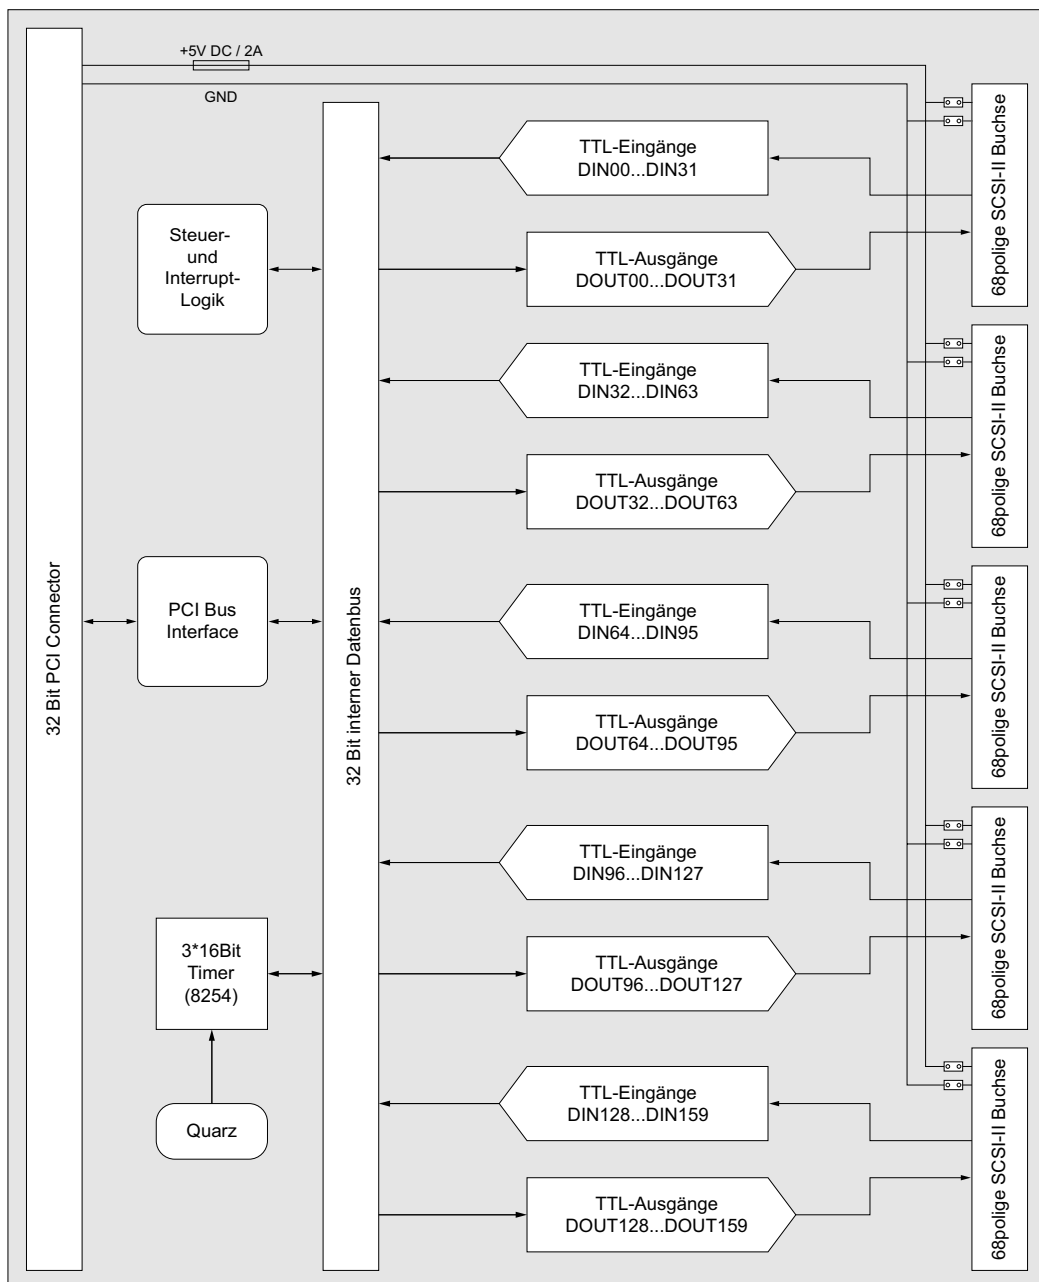 +5V DC / 2A
GND
32 Bit PCI Connector
Steuer-
und
Interrupt-
Logik
PCI Bus
Interface
3*16Bit
Timer
(8254)
Quarz
32 Bit interner Datenbus
TTL-Eingänge
DIN00...DIN31
TTL-Ausgänge
DOUT00...DOUT31
TTL-Eingänge
DIN32...DIN63
TTL-Ausgänge
DOUT32...DOUT63
TTL-Eingänge
DIN64...DIN95
TTL-Ausgänge
DOUT64...DOUT95
TTL-Eingänge
DIN96...DIN127
TTL-Ausgänge
DOUT96...DOUT127
TTL-Eingänge
DIN128...DIN159
TTL-Ausgänge
DOUT128...DOUT159
68polige SCSI-II Buchse
68polige SCSI-II Buchse
68polige SCSI-II Buchse
68polige SCSI-II Buchse
68polige SCSI-II Buchse